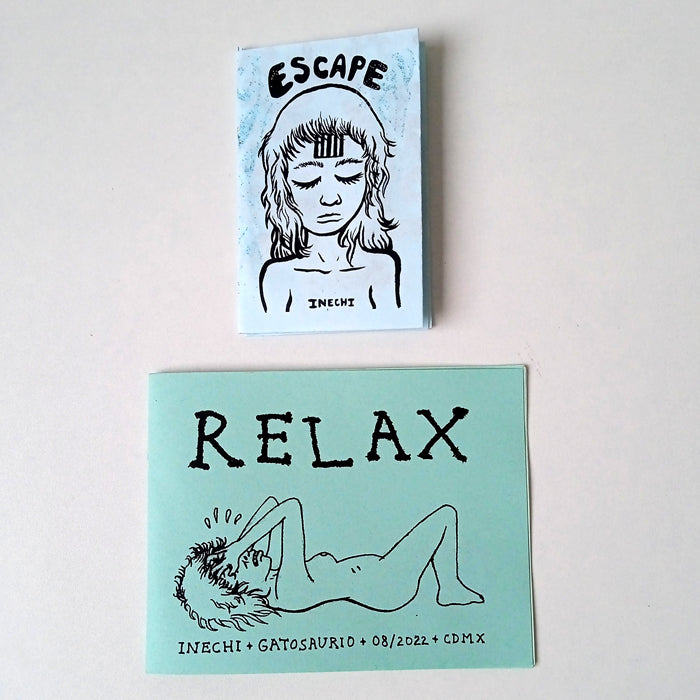 ESCAPE
INECHI
RELAX
INECHI + GATOSAURIO + 08/2022 + CDMX